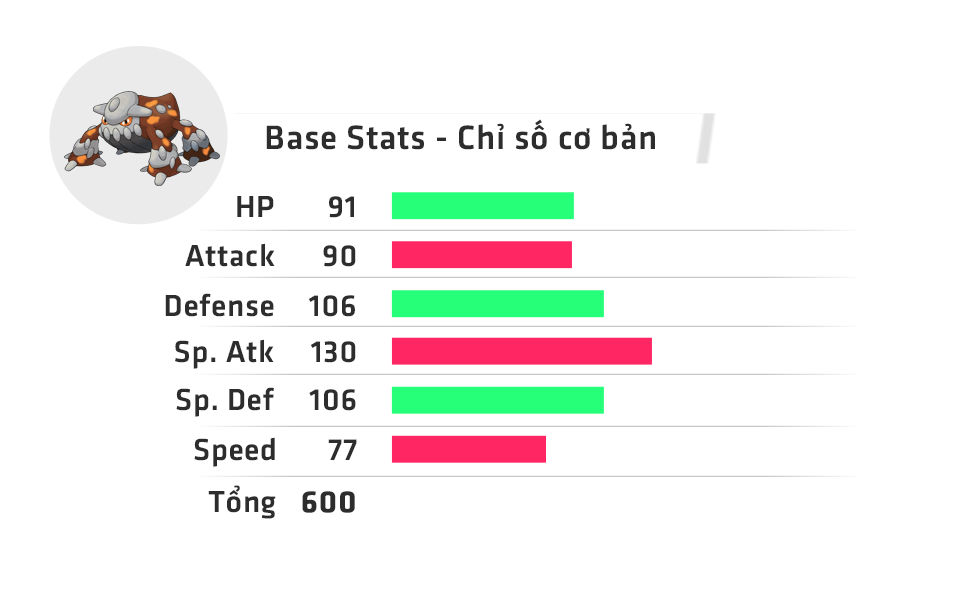 Base Stats - Chỉ số cơ bản
HP 91
Attack 90
Defense 106
Sp. Atk 130
Sp. Def 106
Speed 77
Tổng 600